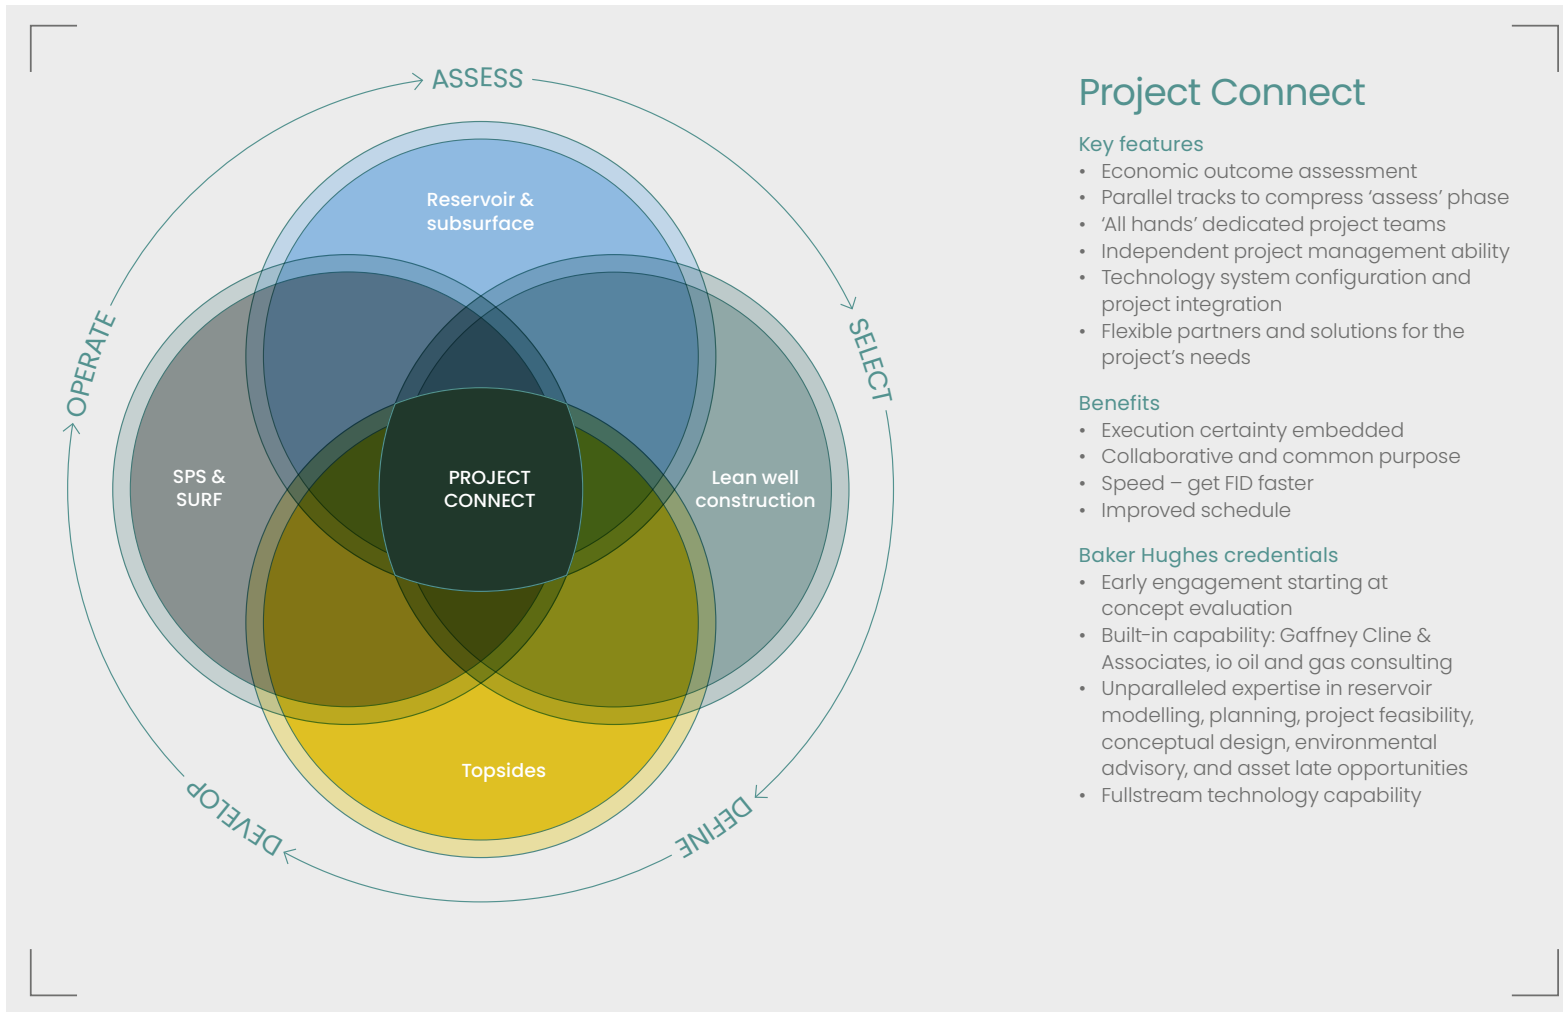 ASSESS
SELECT
DEFINE
DEVELOP
OPERATE
Reservoir &
subsurface
SPS &
SURF
PROJECT
CONNECT
Lean well
construction
Topsides
Project Connect
Key features
• Economic outcome assessment
• Parallel tracks to compress ‘assess’ phase
• ‘All hands’ dedicated project teams
• Independent project management ability
• Technology system configuration and
project integration
• Flexible partners and solutions for the
project’s needs
Benefits
• Execution certainty embedded
• Collaborative and common purpose
• Speed – get FID faster
• Improved schedule
Baker Hughes credentials
• Early engagement starting at
concept evaluation
• Built-in capability: Gaffney Cline &
Associates, io oil and gas consulting
• Unparalleled expertise in reservoir
modelling, planning, project feasibility,
conceptual design, environmental
advisory, and asset late opportunities
• Fullstream technology capability